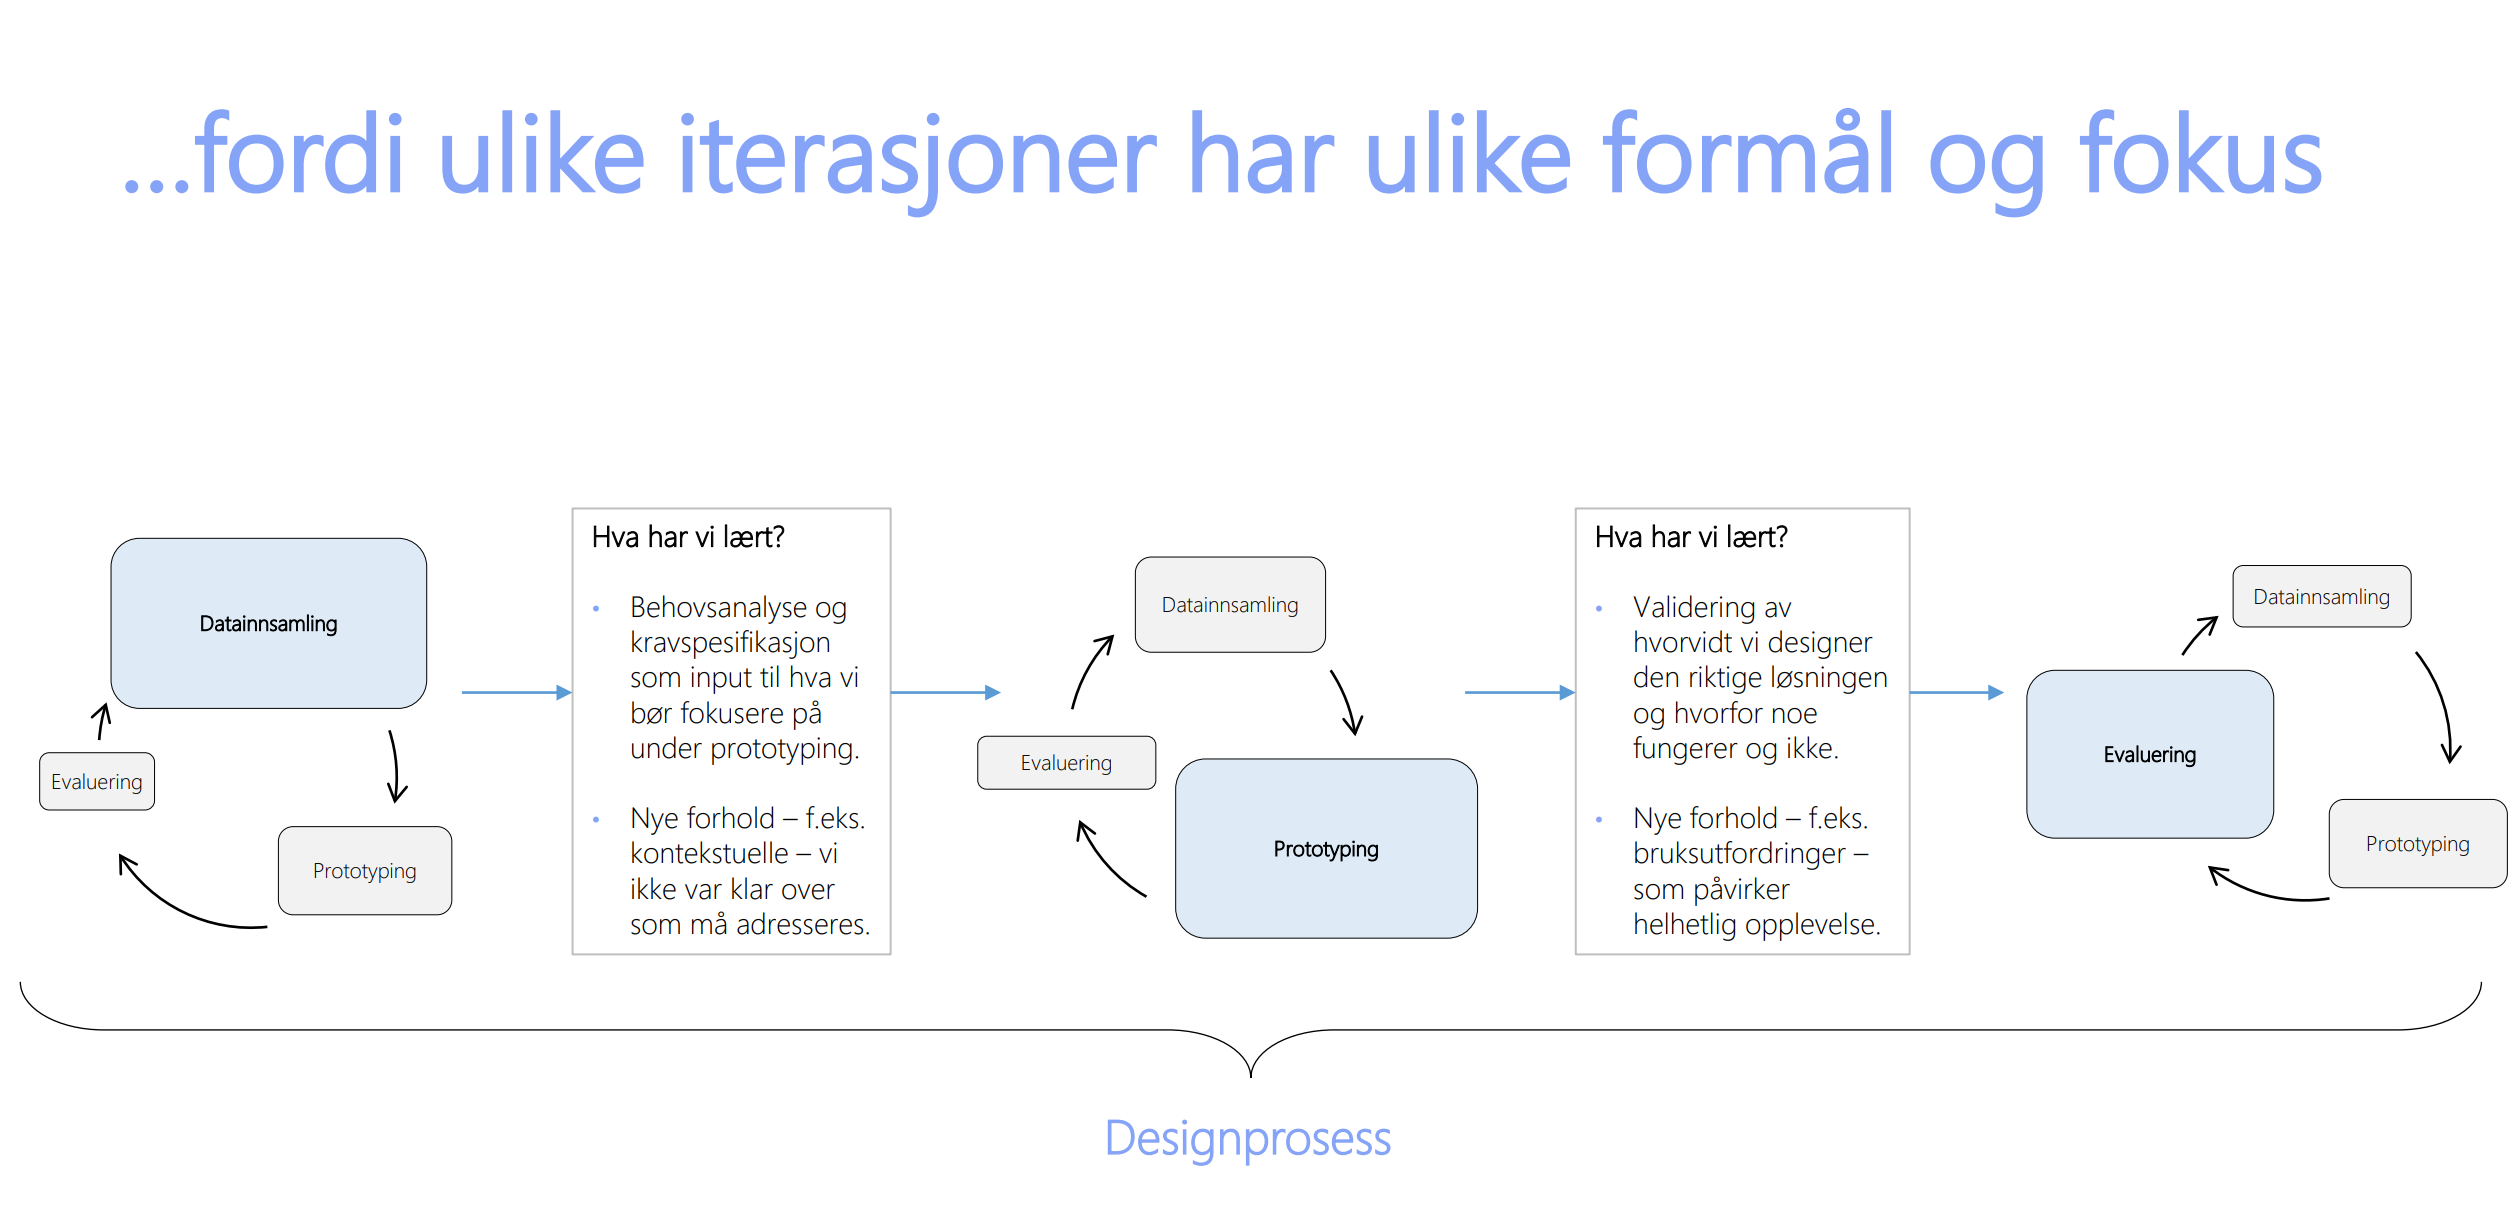 ...fordi ulike iterasjoner har ulike formål og fokus
Datainnsamling
Evaluering
Prototyping
Hva har vi lært?
• Behovsanalyse og
kravspesifikasjon
som input til hva vi
bør fokusere på
under prototyping.
• Nye forhold – f.eks.
kontekstuelle – vi
ikke var klar over
som må adresseres.
Datainnsamling
Evaluering
Prototyping
Hva har vi lært?
• Validering av
hvorvidt vi designer
den riktige løsningen
og hvorfor noe
fungerer og ikke.
• Nye forhold – f.eks.
bruksutfordringer –
som påvirker
helhetlig opplevelse.
Datainnsamling
Evaluering
Prototyping
Designprosess